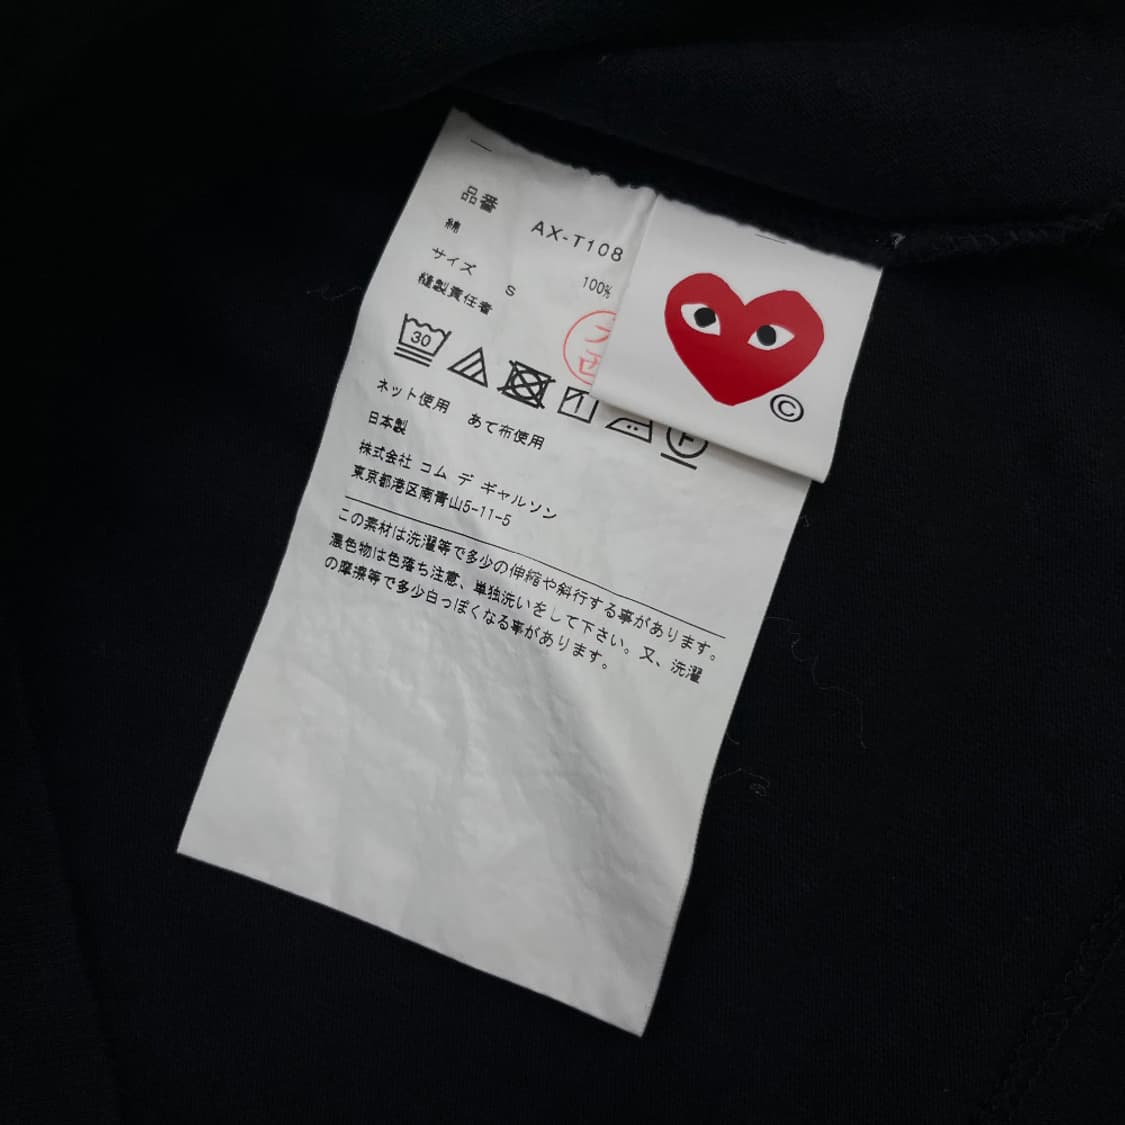 品番 AX-T108
綿 100%
サイズ S
縫製責任者
30
ネット使用 あて布使用
日本製
株式会社 コム デ ギャルソン
東京都港区南青山5-11-5
この素材は洗濯等で多少の伸縮や斜行する事があります。
濃色物は色落ち注意、単独洗いをして下さい。又、洗濯
の摩擦等で多少白っぽくなる事があります。
©